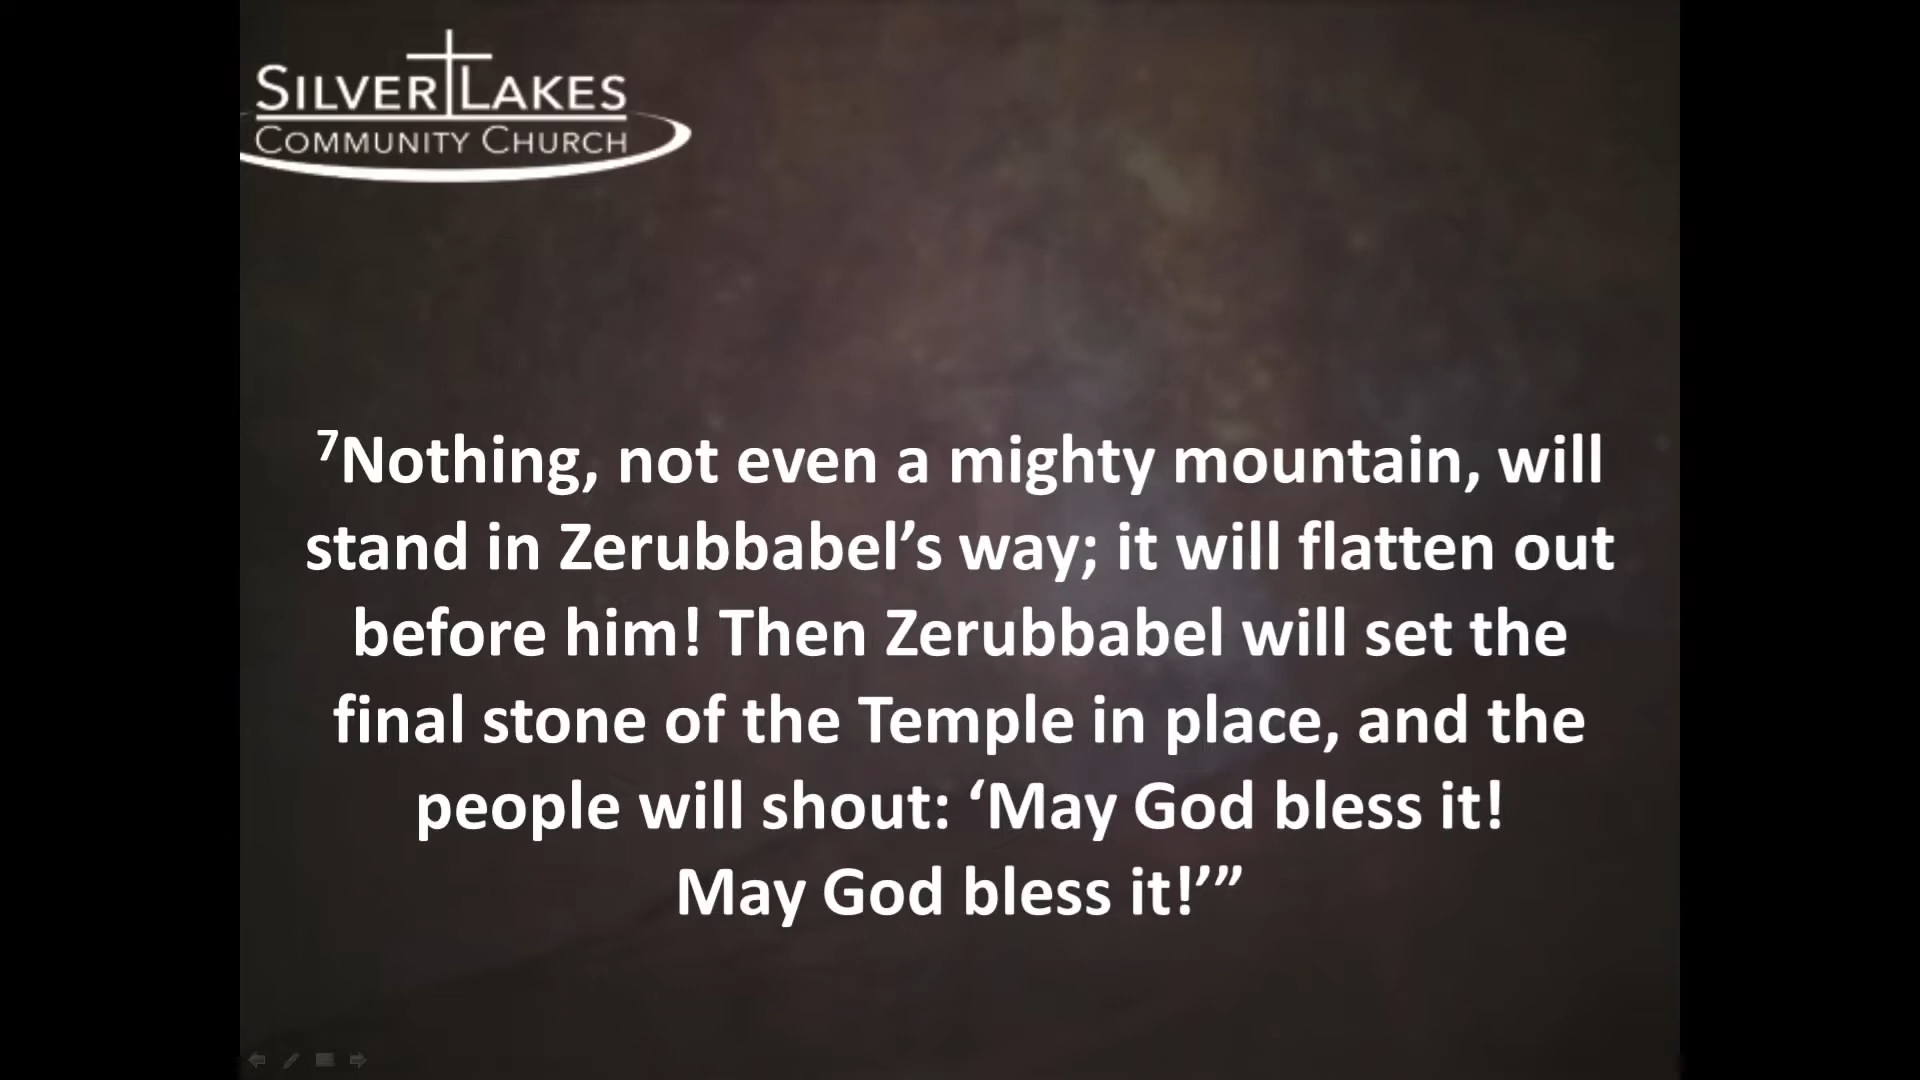 SILVER LAKES
COMMUNITY CHURCH
⁷Nothing, not even a mighty mountain, will
stand in Zerubbabel’s way; it will flatten out
before him! Then Zerubbabel will set the
final stone of the Temple in place, and the
people will shout: ‘May God bless it!
May God bless it!’”